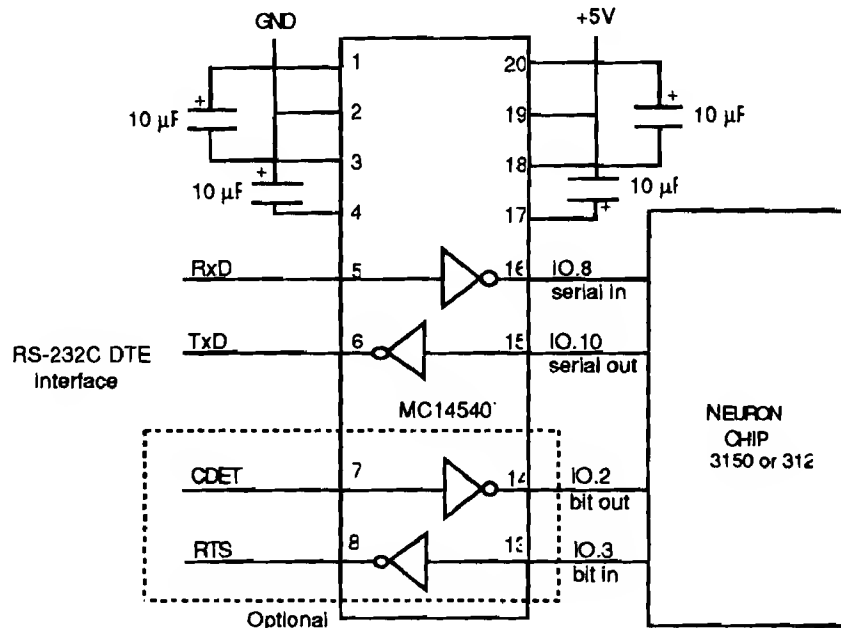 GND
+5V
1
20
+
10 µF
2
19
+
10 µF
3
18
+
10 µF
4
17
10 µF
+
RxD
5
16
IO.8
serial in
TxD
6
15
IO.10
serial out
RS-232C DTE
interface
MC14540
NEURON
CHIP
3150 or 312
CDET
7
14
IO.2
bit out
RTS
8
13
IO.3
bit in
Optional